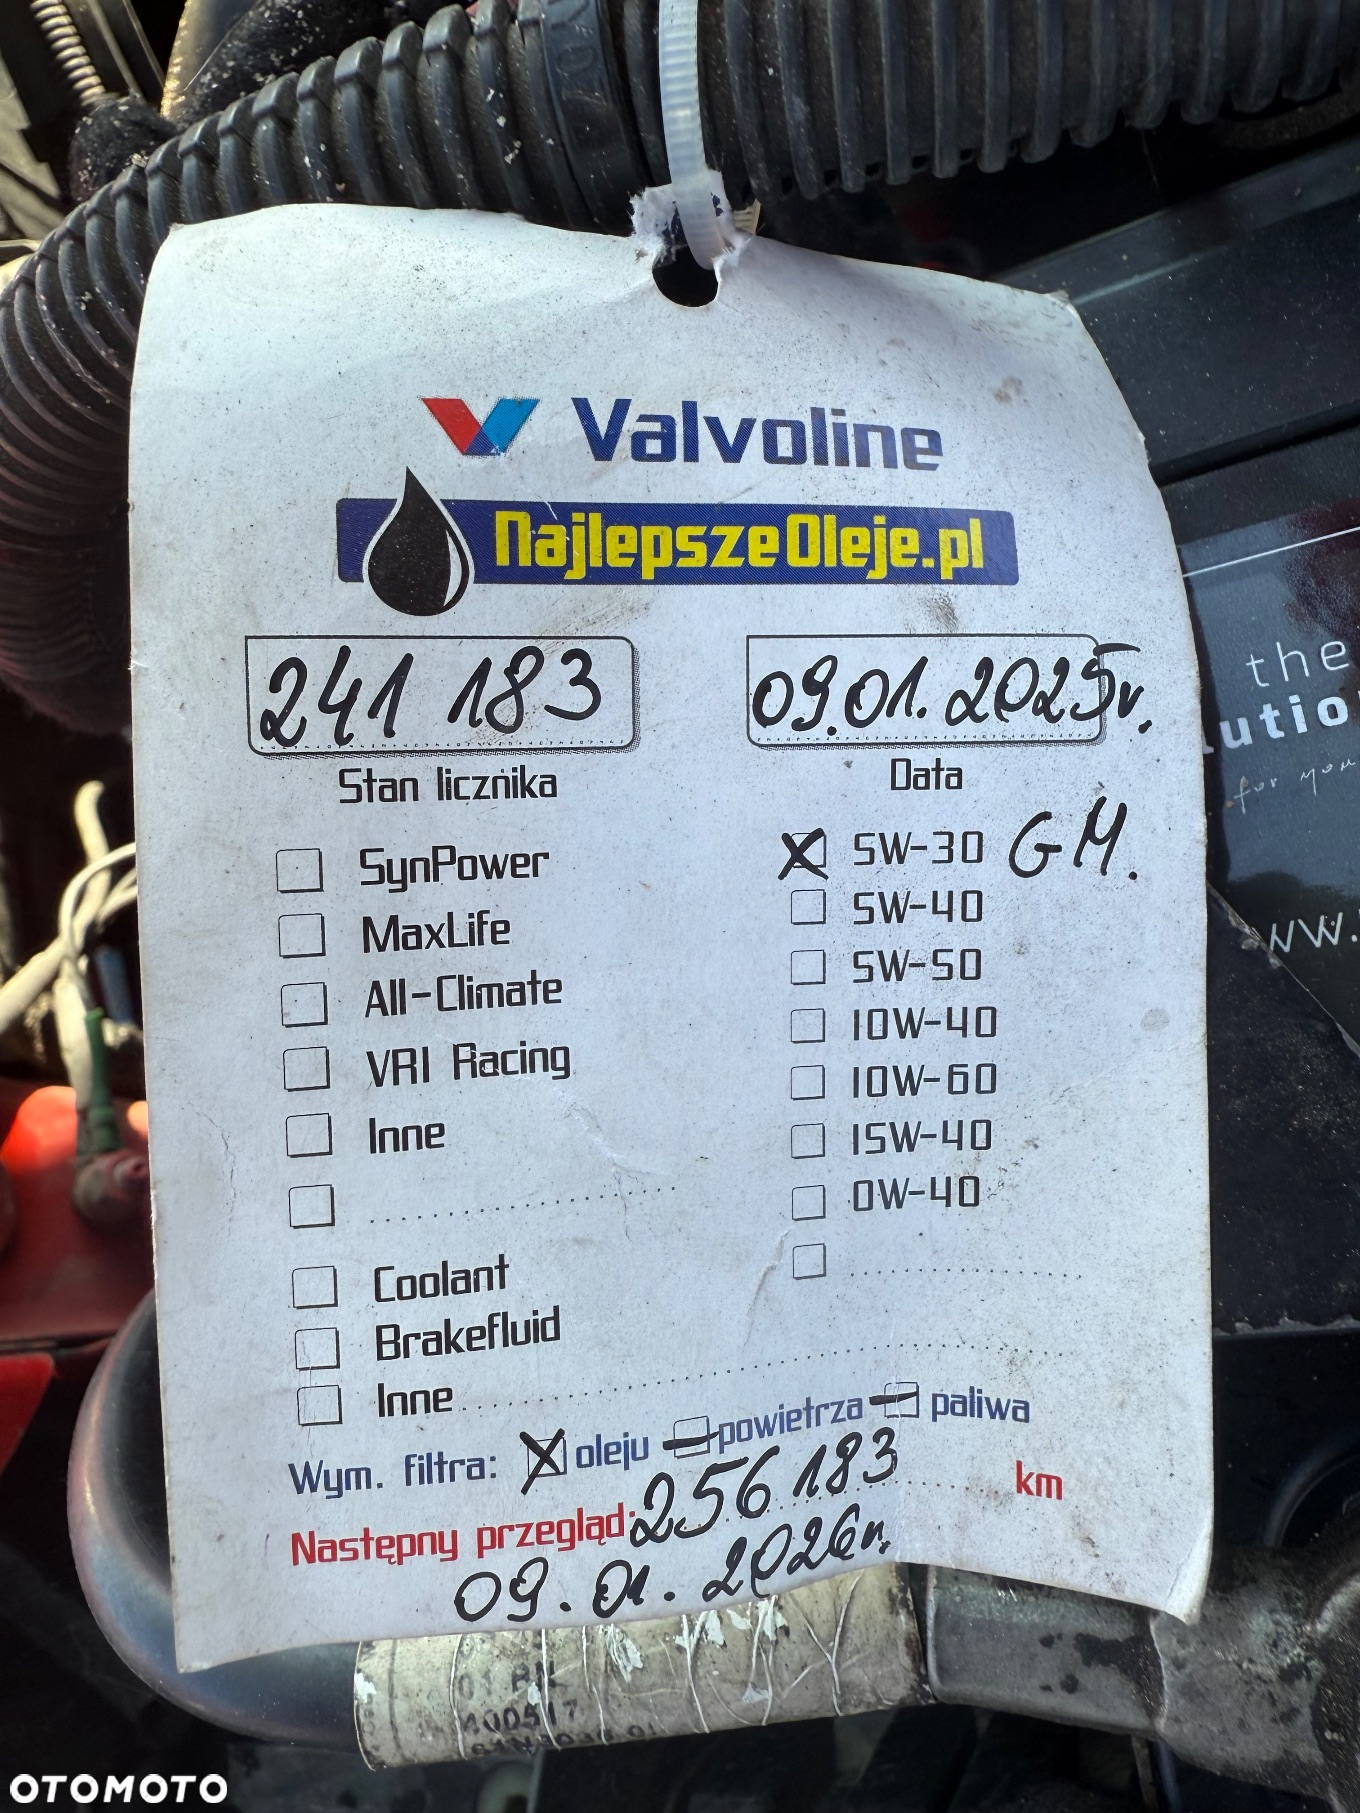 Valvoline
NajlepszeOleje.pl
241 183 09.01.2025r.
Stan licznika Data
SynPower
MaxLife
All-Climate
VR1 Racing
Inne
Coolant
Brakefluid
Inne
5W-30 GM.
5W-40
5W-50
10W-40
10W-60
15W-40
0W-40
Wym. filtra: oleju powietrza paliwa
Następny przegląd: 256 183 km
09.01.2026r.
the
for
OTOMOTO